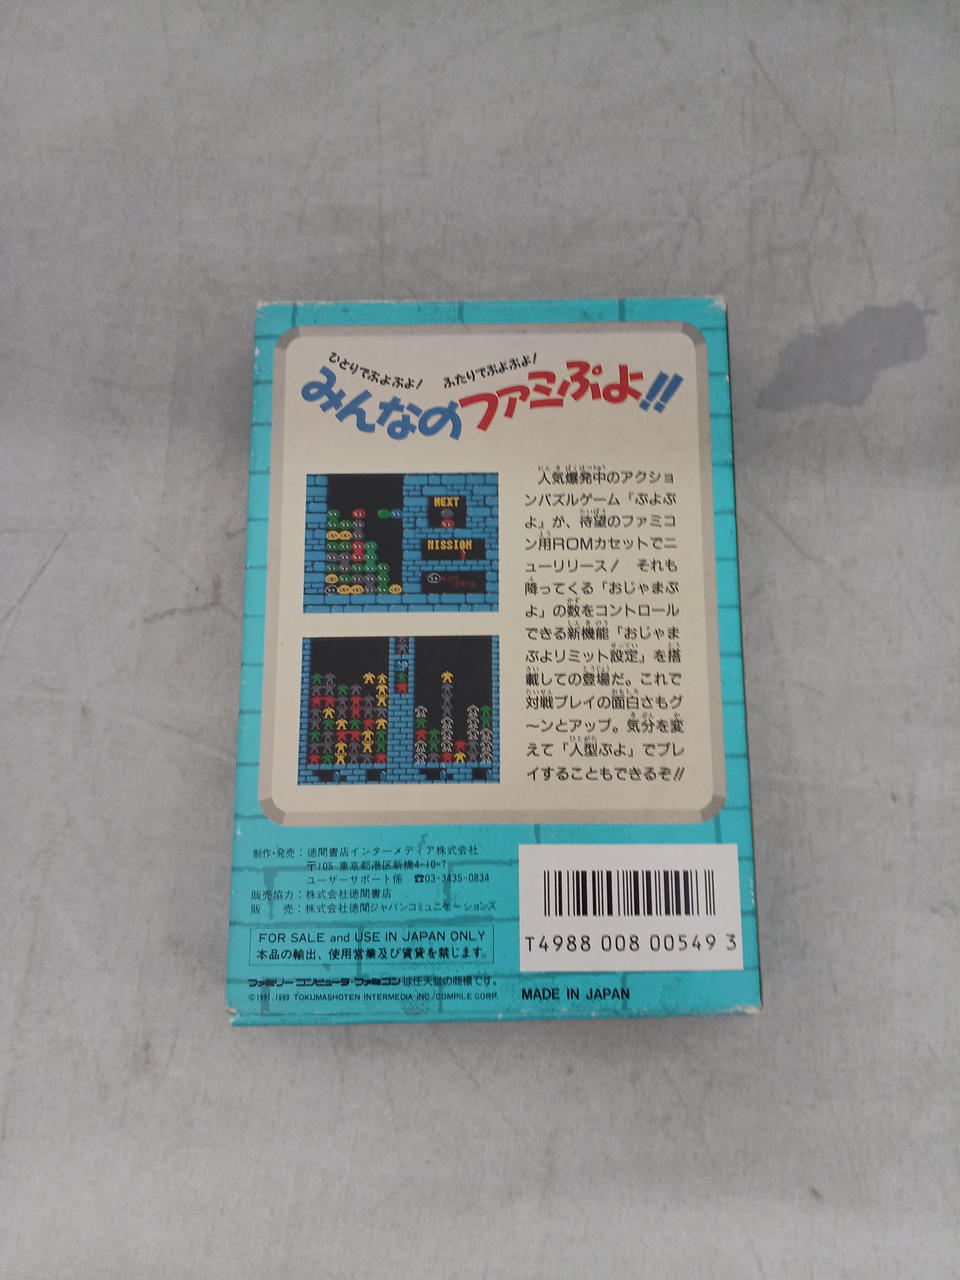 ひとりでぷよぷよ！ ふたりでぷよぷよ！
みんなのファミぷよ!!
NEXT
MISSION
人気爆発中のアクショ
ンパズルゲーム「ぷよぷ
よ」が、待望のファミコ
ン用ROMカセットでニ
ューリリース！ それも
降ってくる「おじゃまぷ
よ」の数をコントロール
できる新機能「おじゃま
ぷよリミット設定」を搭
載しての登場だ。これで
対戦プレイの面白さもグ
〜ンとアップ。気分を変
えて「人型ぷよ」でプレ
イすることもできるぞ!!
制作・発売：徳間書店インターメディア株式会社
〒105 東京都港区新橋4-10-7
ユーザーサポート係 ☎03-3435-0834
販売協力：株式会社徳間書店
販 売：株式会社徳間ジャパンコミュニケーションズ
FOR SALE and USE IN JAPAN ONLY
本品の輸出、使用営業及び賃貸を禁じます。
ファミリーコンピュータ・ファミコンは任天堂の商標です。
©1991,1993 TOKUMASHOTEN INTERMEDIA INC./COMPILE CORP.
T4988 008 00549 3
MADE IN JAPAN